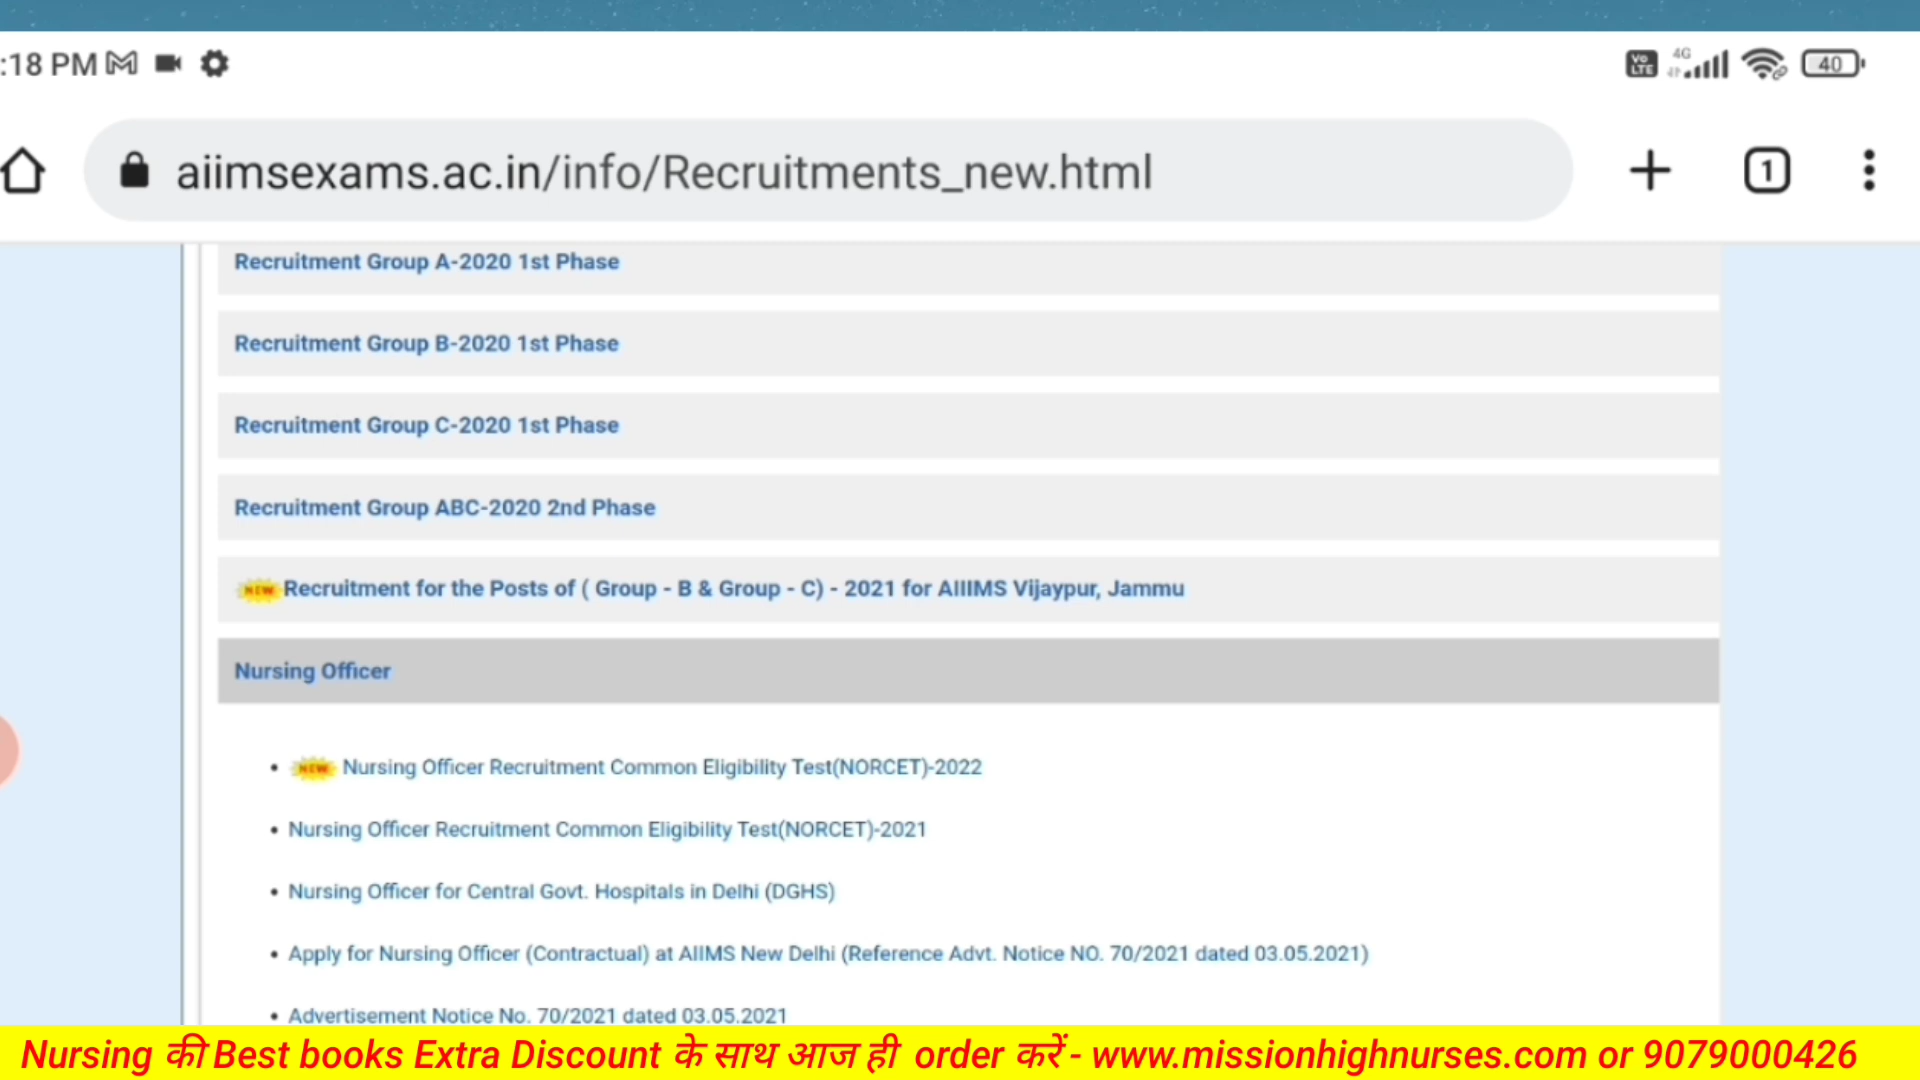 :18 PM
Vo LTE 4G 40
aiimsexams.ac.in/info/Recruitments_new.html
1
Recruitment Group A-2020 1st Phase
Recruitment Group B-2020 1st Phase
Recruitment Group C-2020 1st Phase
Recruitment Group ABC-2020 2nd Phase
NEW Recruitment for the Posts of ( Group - B & Group - C) - 2021 for AIIIMS Vijaypur, Jammu
Nursing Officer
• NEW Nursing Officer Recruitment Common Eligibility Test(NORCET)-2022
• Nursing Officer Recruitment Common Eligibility Test(NORCET)-2021
• Nursing Officer for Central Govt. Hospitals in Delhi (DGHS)
• Apply for Nursing Officer (Contractual) at AIIMS New Delhi (Reference Advt. Notice NO. 70/2021 dated 03.05.2021)
• Advertisement Notice No. 70/2021 dated 03.05.2021
Nursing की Best books Extra Discount के साथ आज ही order करें - www.missionhighnurses.com or 9079000426